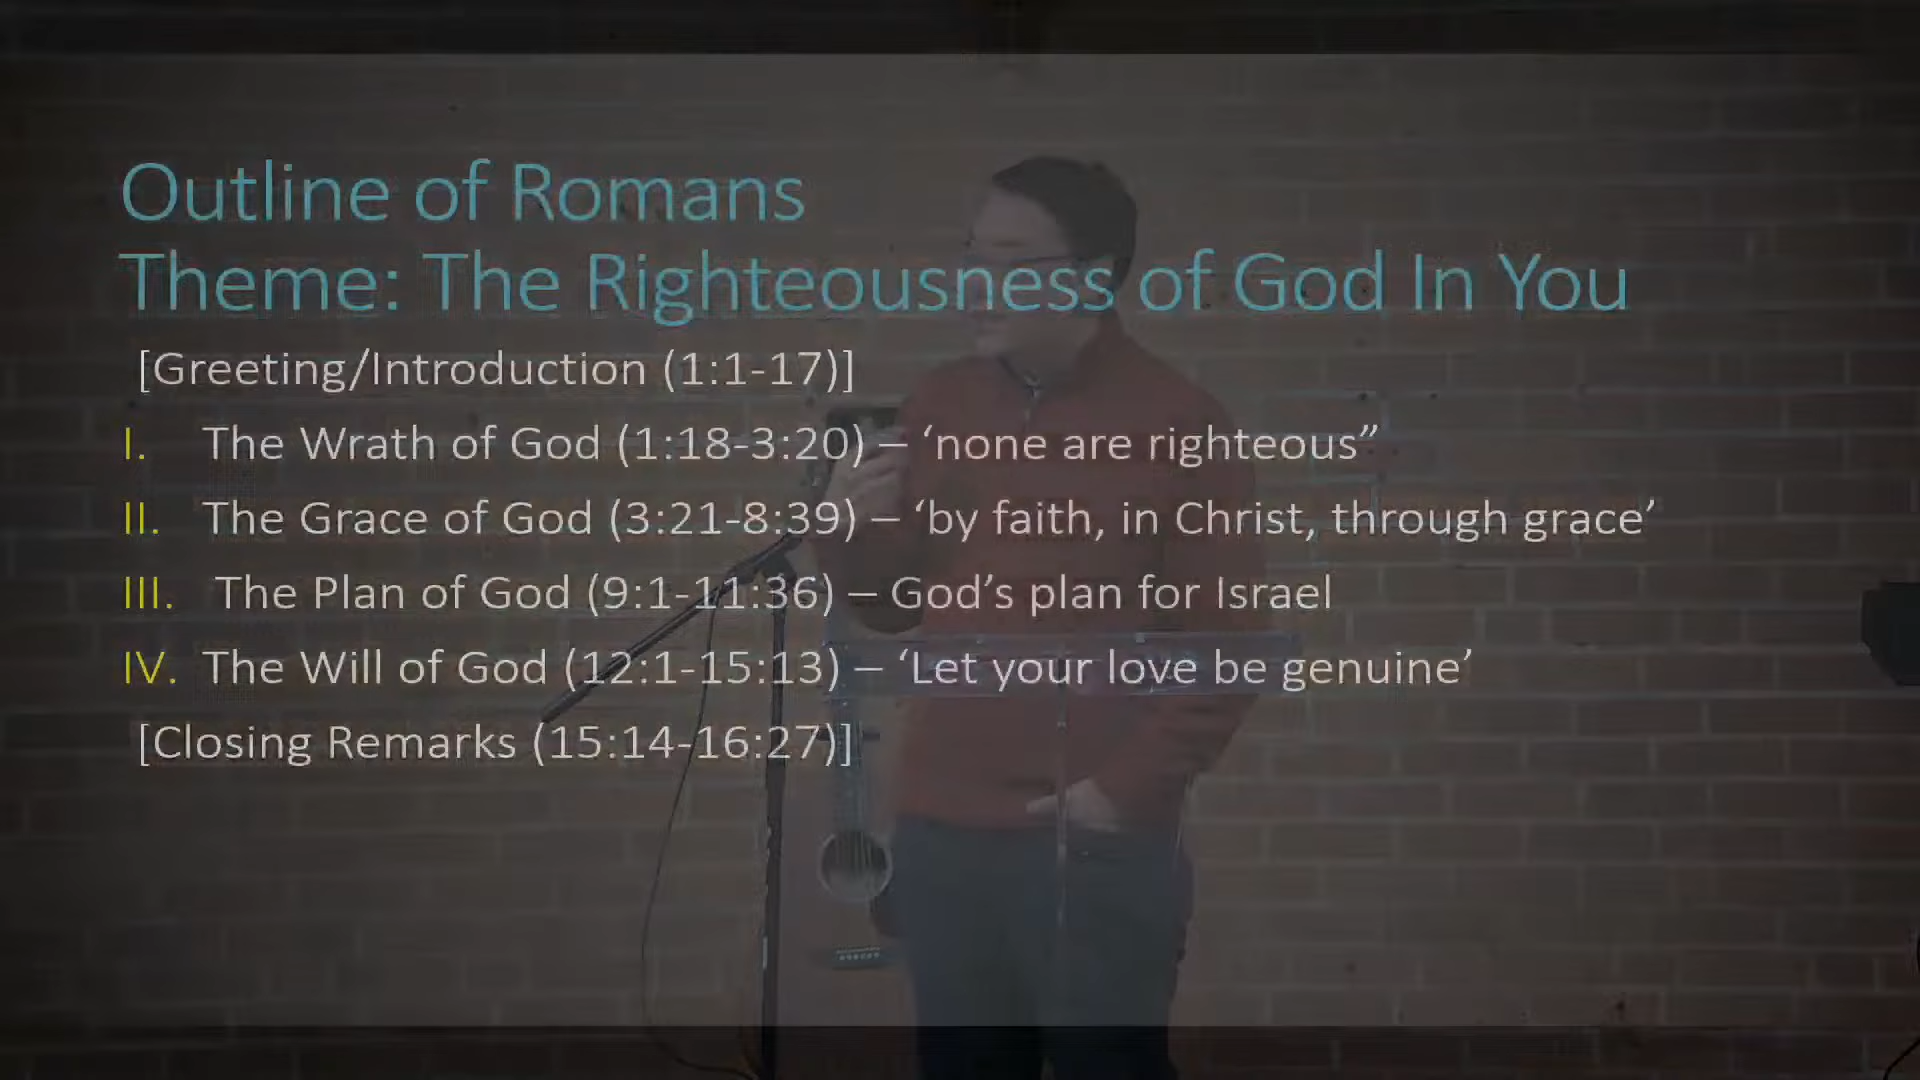 Outline of Romans
Theme: The Righteousness of God In You
[Greeting/Introduction (1:1-17)]
I. The Wrath of God (1:18-3:20) – ‘none are righteous”
II. The Grace of God (3:21-8:39) – ‘by faith, in Christ, through grace’
III. The Plan of God (9:1-11:36) – God’s plan for Israel
IV. The Will of God (12:1-15:13) – ‘Let your love be genuine’
[Closing Remarks (15:14-16:27)]